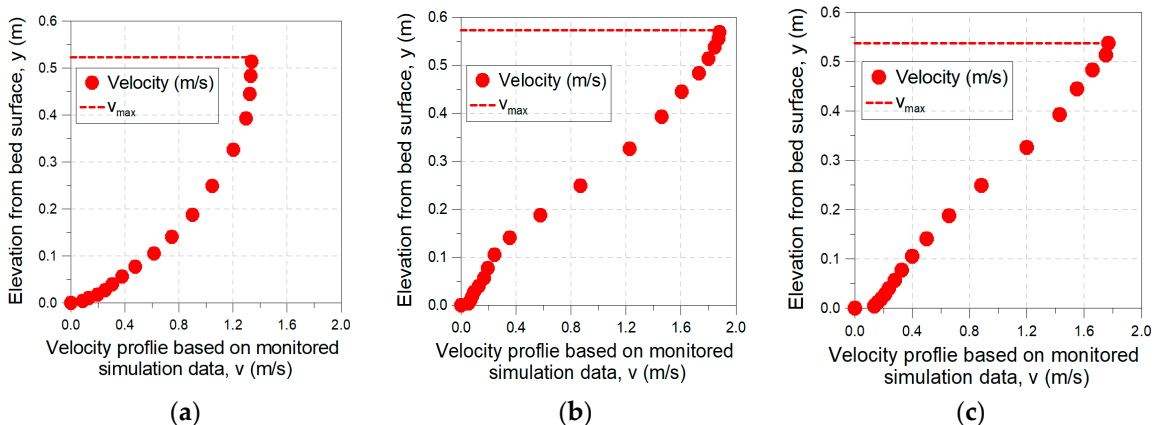 Elevation from bed surface, y (m)
0.6
0.5
0.4
0.3
0.2
0.1
0.0
Velocity (m/s)
vmax
0.0 0.4 0.8 1.2 1.6 2.0
Velocity proflie based on monitored
simulation data, v (m/s)
(a)
Elevation from bed surface, y (m)
0.6
0.5
0.4
0.3
0.2
0.1
0.0
Velocity (m/s)
vmax
0.0 0.4 0.8 1.2 1.6 2.0
Velocity proflie based on monitored
simulation data, v (m/s)
(b)
Elevation from bed surface, y (m)
0.6
0.5
0.4
0.3
0.2
0.1
0.0
Velocity (m/s)
vmax
0.0 0.4 0.8 1.2 1.6 2.0
Velocity proflie based on monitored
simulation data, v (m/s)
(c)